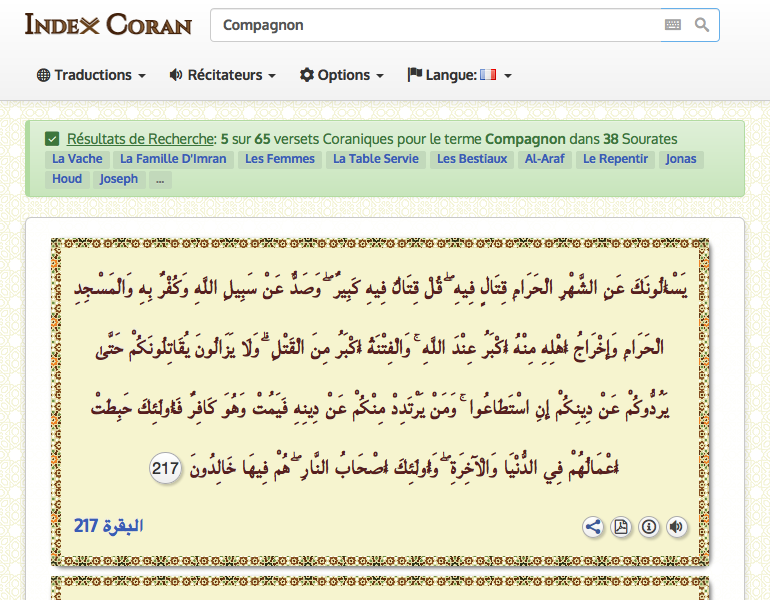 INDEX CORAN
Compagnon
Traductions
Récitateurs
Options
Langue:
Résultats de Recherche: 5 sur 65 versets Coraniques pour le terme Compagnon dans 38 Sourates
La Vache La Famille D'Imran Les Femmes La Table Servie Les Bestiaux Al-Araf Le Repentir Jonas
Houd Joseph ...
يَسْأَلُونَكَ عَنِ الشَّهْرِ الْحَرَامِ قِتَالٍ فِيهِ ۖ قُلْ قِتَالٌ فِيهِ كَبِيرٌ ۖ وَصَدٌّ عَنْ سَبِيلِ اللَّهِ وَكُفْرٌ بِهِ وَالْمَسْجِدِ
الْحَرَامِ وَإِخْرَاجُ أَهْلِهِ مِنْهُ أَكْبَرُ عِنْدَ اللَّهِ ۚ وَالْفِتْنَةُ أَكْبَرُ مِنَ الْقَتْلِ ۗ وَلَا يَزَالُونَ يُقَاتِلُونَكُمْ حَتَّىٰ
يَرُدُّوكُمْ عَنْ دِينِكُمْ إِنِ اسْتَطَاعُوا ۚ وَمَنْ يَرْتَدِدْ مِنْكُمْ عَنْ دِينِهِ فَيَمُتْ وَهُوَ كَافِرٌ فَأُولَٰئِكَ حَبِطَتْ
أَعْمَالُهُمْ فِي الدُّنْيَا وَالْآخِرَةِ ۖ وَأُولَٰئِكَ أَصْحَابُ النَّارِ ۖ هُمْ فِيهَا خَالِدُونَ 217
البقرة 217